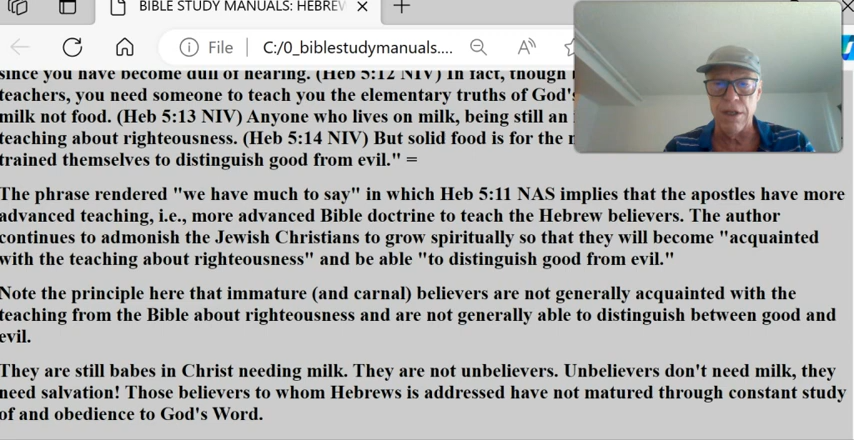 BIBLE STUDY MANUALS: HEBREW
File C:/0_biblestudymanuals....
since you have become dull of hearing. (Heb 5:12 NIV) In fact, though
teachers, you need someone to teach you the elementary truths of God's
milk not food. (Heb 5:13 NIV) Anyone who lives on milk, being still an
teaching about righteousness. (Heb 5:14 NIV) But solid food is for the
trained themselves to distinguish good from evil." =
The phrase rendered "we have much to say" in which Heb 5:11 NAS implies that the apostles have more
advanced teaching, i.e., more advanced Bible doctrine to teach the Hebrew believers. The author
continues to admonish the Jewish Christians to grow spiritually so that they will become "acquainted
with the teaching about righteousness" and be able "to distinguish good from evil."
Note the principle here that immature (and carnal) believers are not generally acquainted with the
teaching from the Bible about righteousness and are not generally able to distinguish between good and
evil.
They are still babes in Christ needing milk. They are not unbelievers. Unbelievers don't need milk, they
need salvation! Those believers to whom Hebrews is addressed have not matured through constant study
of and obedience to God's Word.